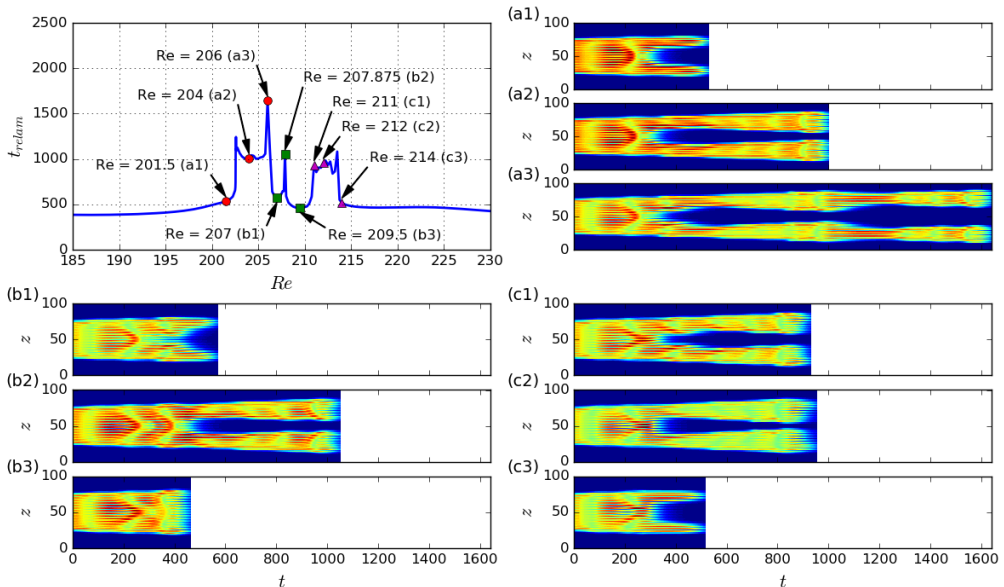 2500
2000
1500
1000
500
0
t_relam
185 190 195 200 205 210 215 220 225 230
Re
Re = 206 (a3)
Re = 207.875 (b2)
Re = 204 (a2)
Re = 211 (c1)
Re = 212 (c2)
Re = 201.5 (a1)
Re = 214 (c3)
Re = 207 (b1)
Re = 209.5 (b3)
(a1)
100
z 50
0
(a2)
100
z 50
0
(a3)
100
z 50
0
(b1)
100
z 50
0
(b2)
100
z 50
0
(b3)
100
z 50
0
0 200 400 600 800 1000 1200 1400 1600
t
(c1)
100
z 50
0
(c2)
100
z 50
0
(c3)
100
z 50
0
0 200 400 600 800 1000 1200 1400 1600
t